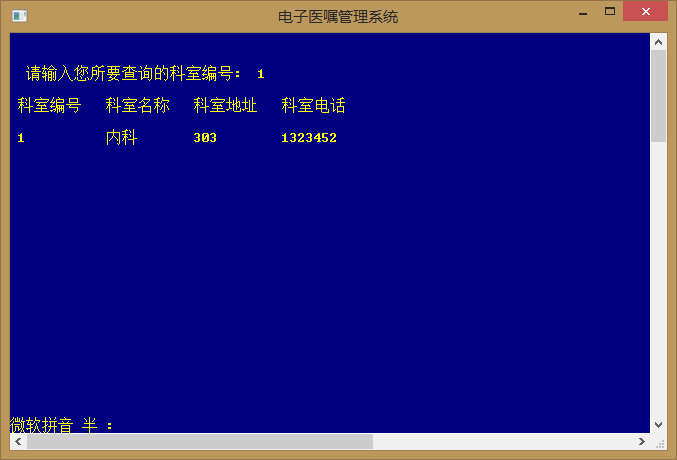 电子医嘱管理系统
请输入您所要查询的科室编号: 1
科室编号 科室名称 科室地址 科室电话
1 内科 303 1323452
微软拼音 半 :